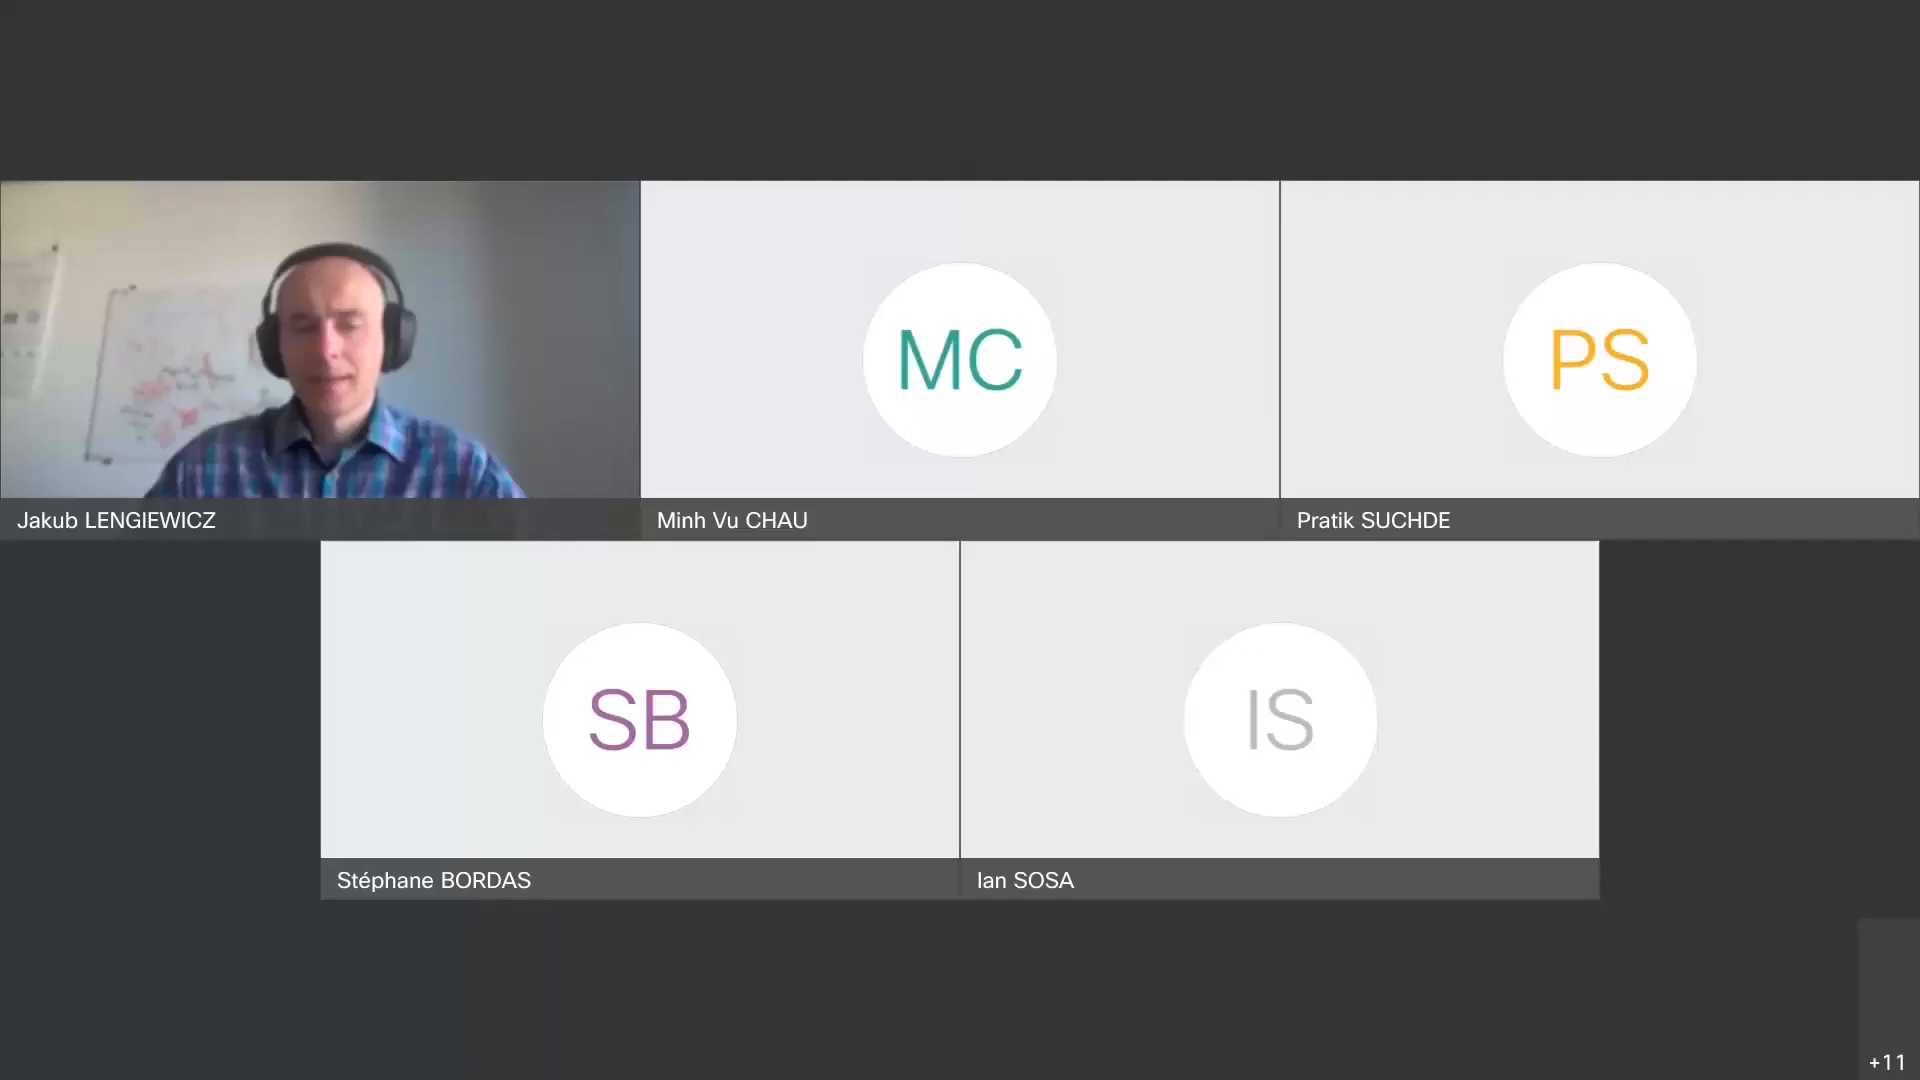 MC
PS
Jakub LENGIEWICZ
Minh Vu CHAU
Pratik SUCHDE
SB
IS
Stéphane BORDAS
Ian SOSA
+11